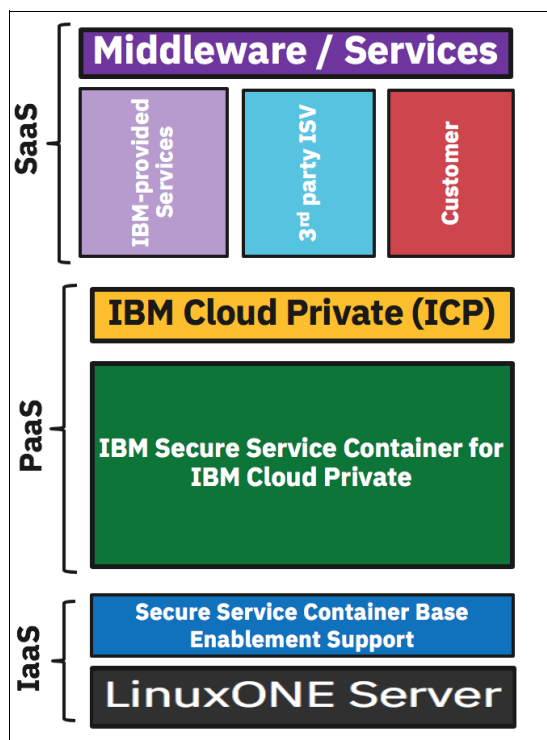 SaaS
Middleware / Services
IBM-provided
Services
3rd party ISV
Customer
PaaS
IBM Cloud Private (ICP)
IBM Secure Service Container for
IBM Cloud Private
IaaS
Secure Service Container Base
Enablement Support
LinuxONE Server